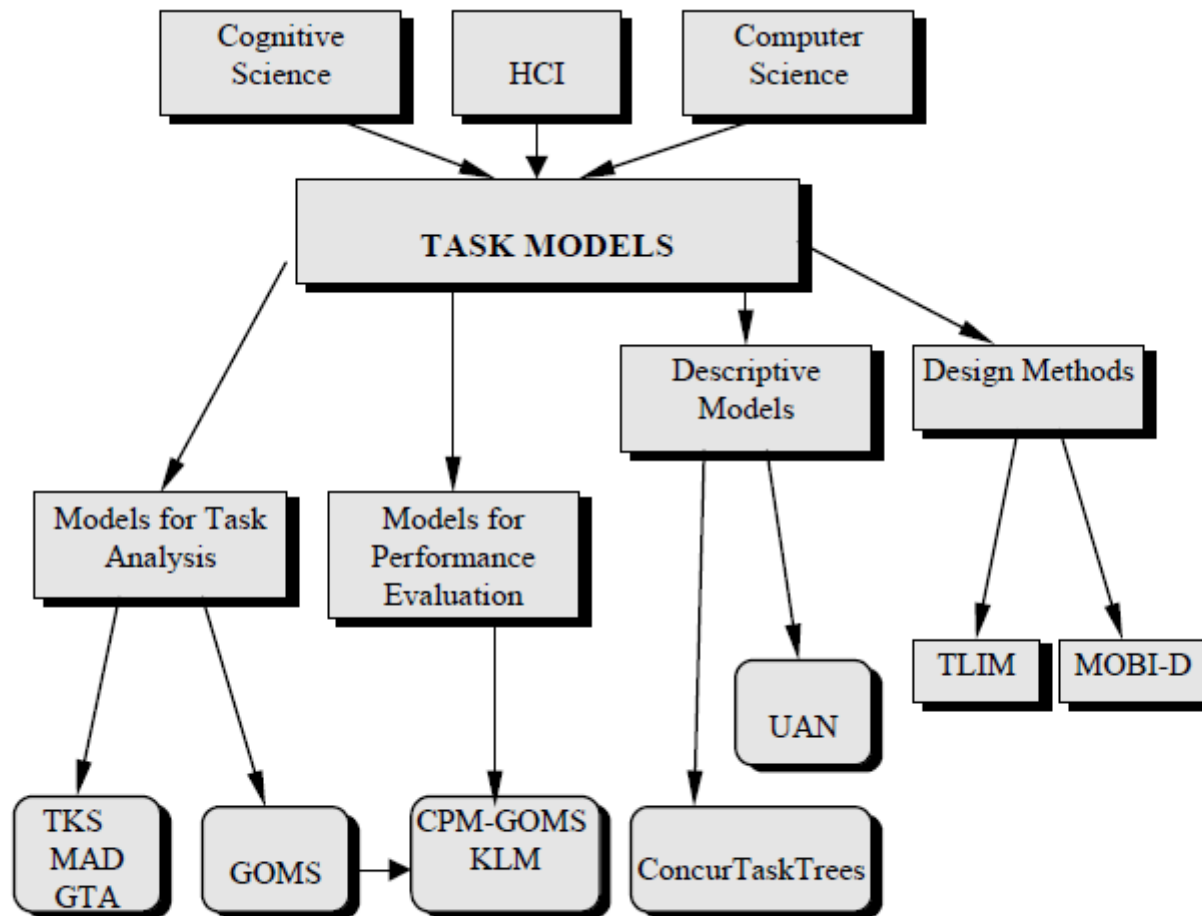 Cognitive
Science
HCI
Computer
Science
TASK MODELS
Descriptive
Models
Design Methods
Models for Task
Analysis
Models for
Performance
Evaluation
TLIM
MOBI-D
UAN
TKS
MAD
GTA
GOMS
CPM-GOMS
KLM
ConcurTaskTrees